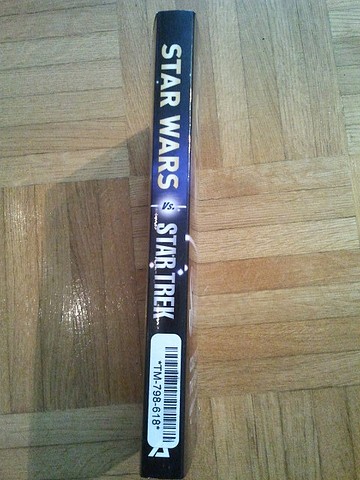 STAR WARS
Vs.
STAR TREK
*TM-798-618*